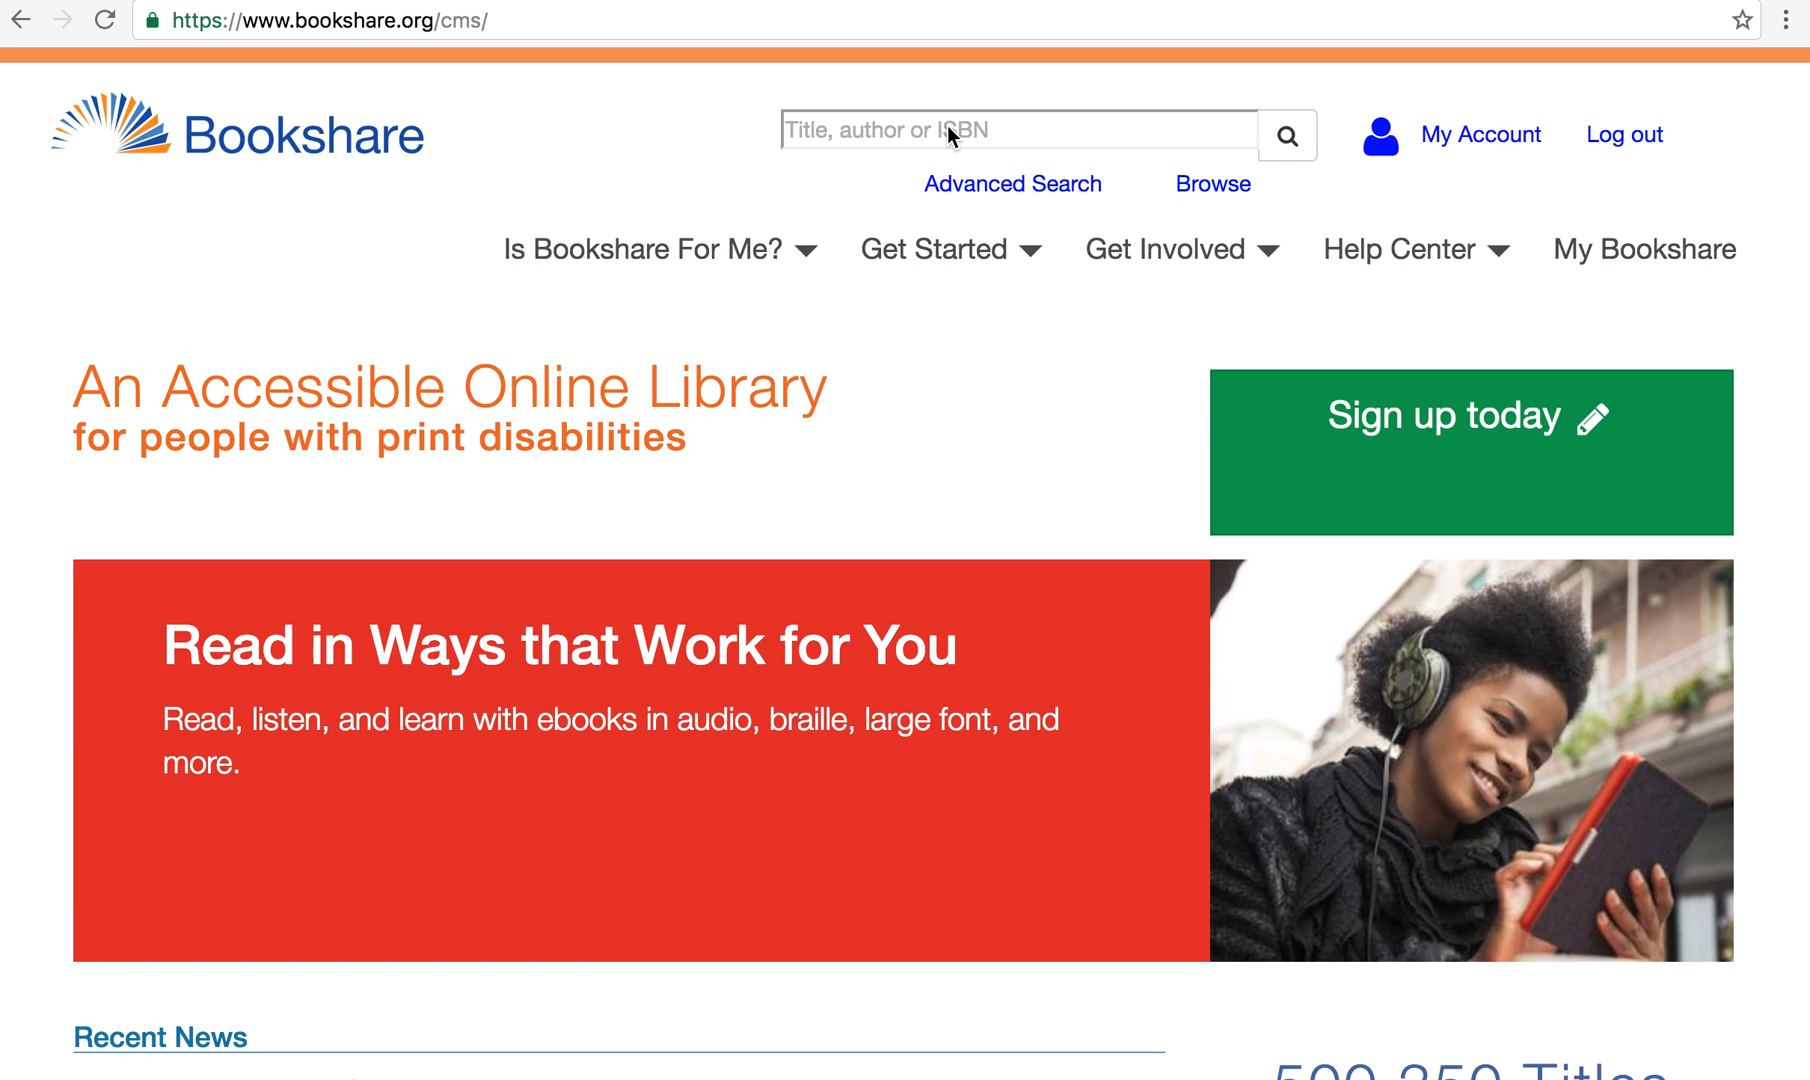 https://www.bookshare.org/cms/
Bookshare
Title, author or ISBN
My Account
Log out
Advanced Search
Browse
Is Bookshare For Me?
Get Started
Get Involved
Help Center
My Bookshare
An Accessible Online Library
for people with print disabilities
Sign up today
Read in Ways that Work for You
Read, listen, and learn with ebooks in audio, braille, large font, and
more.
Recent News
Titles